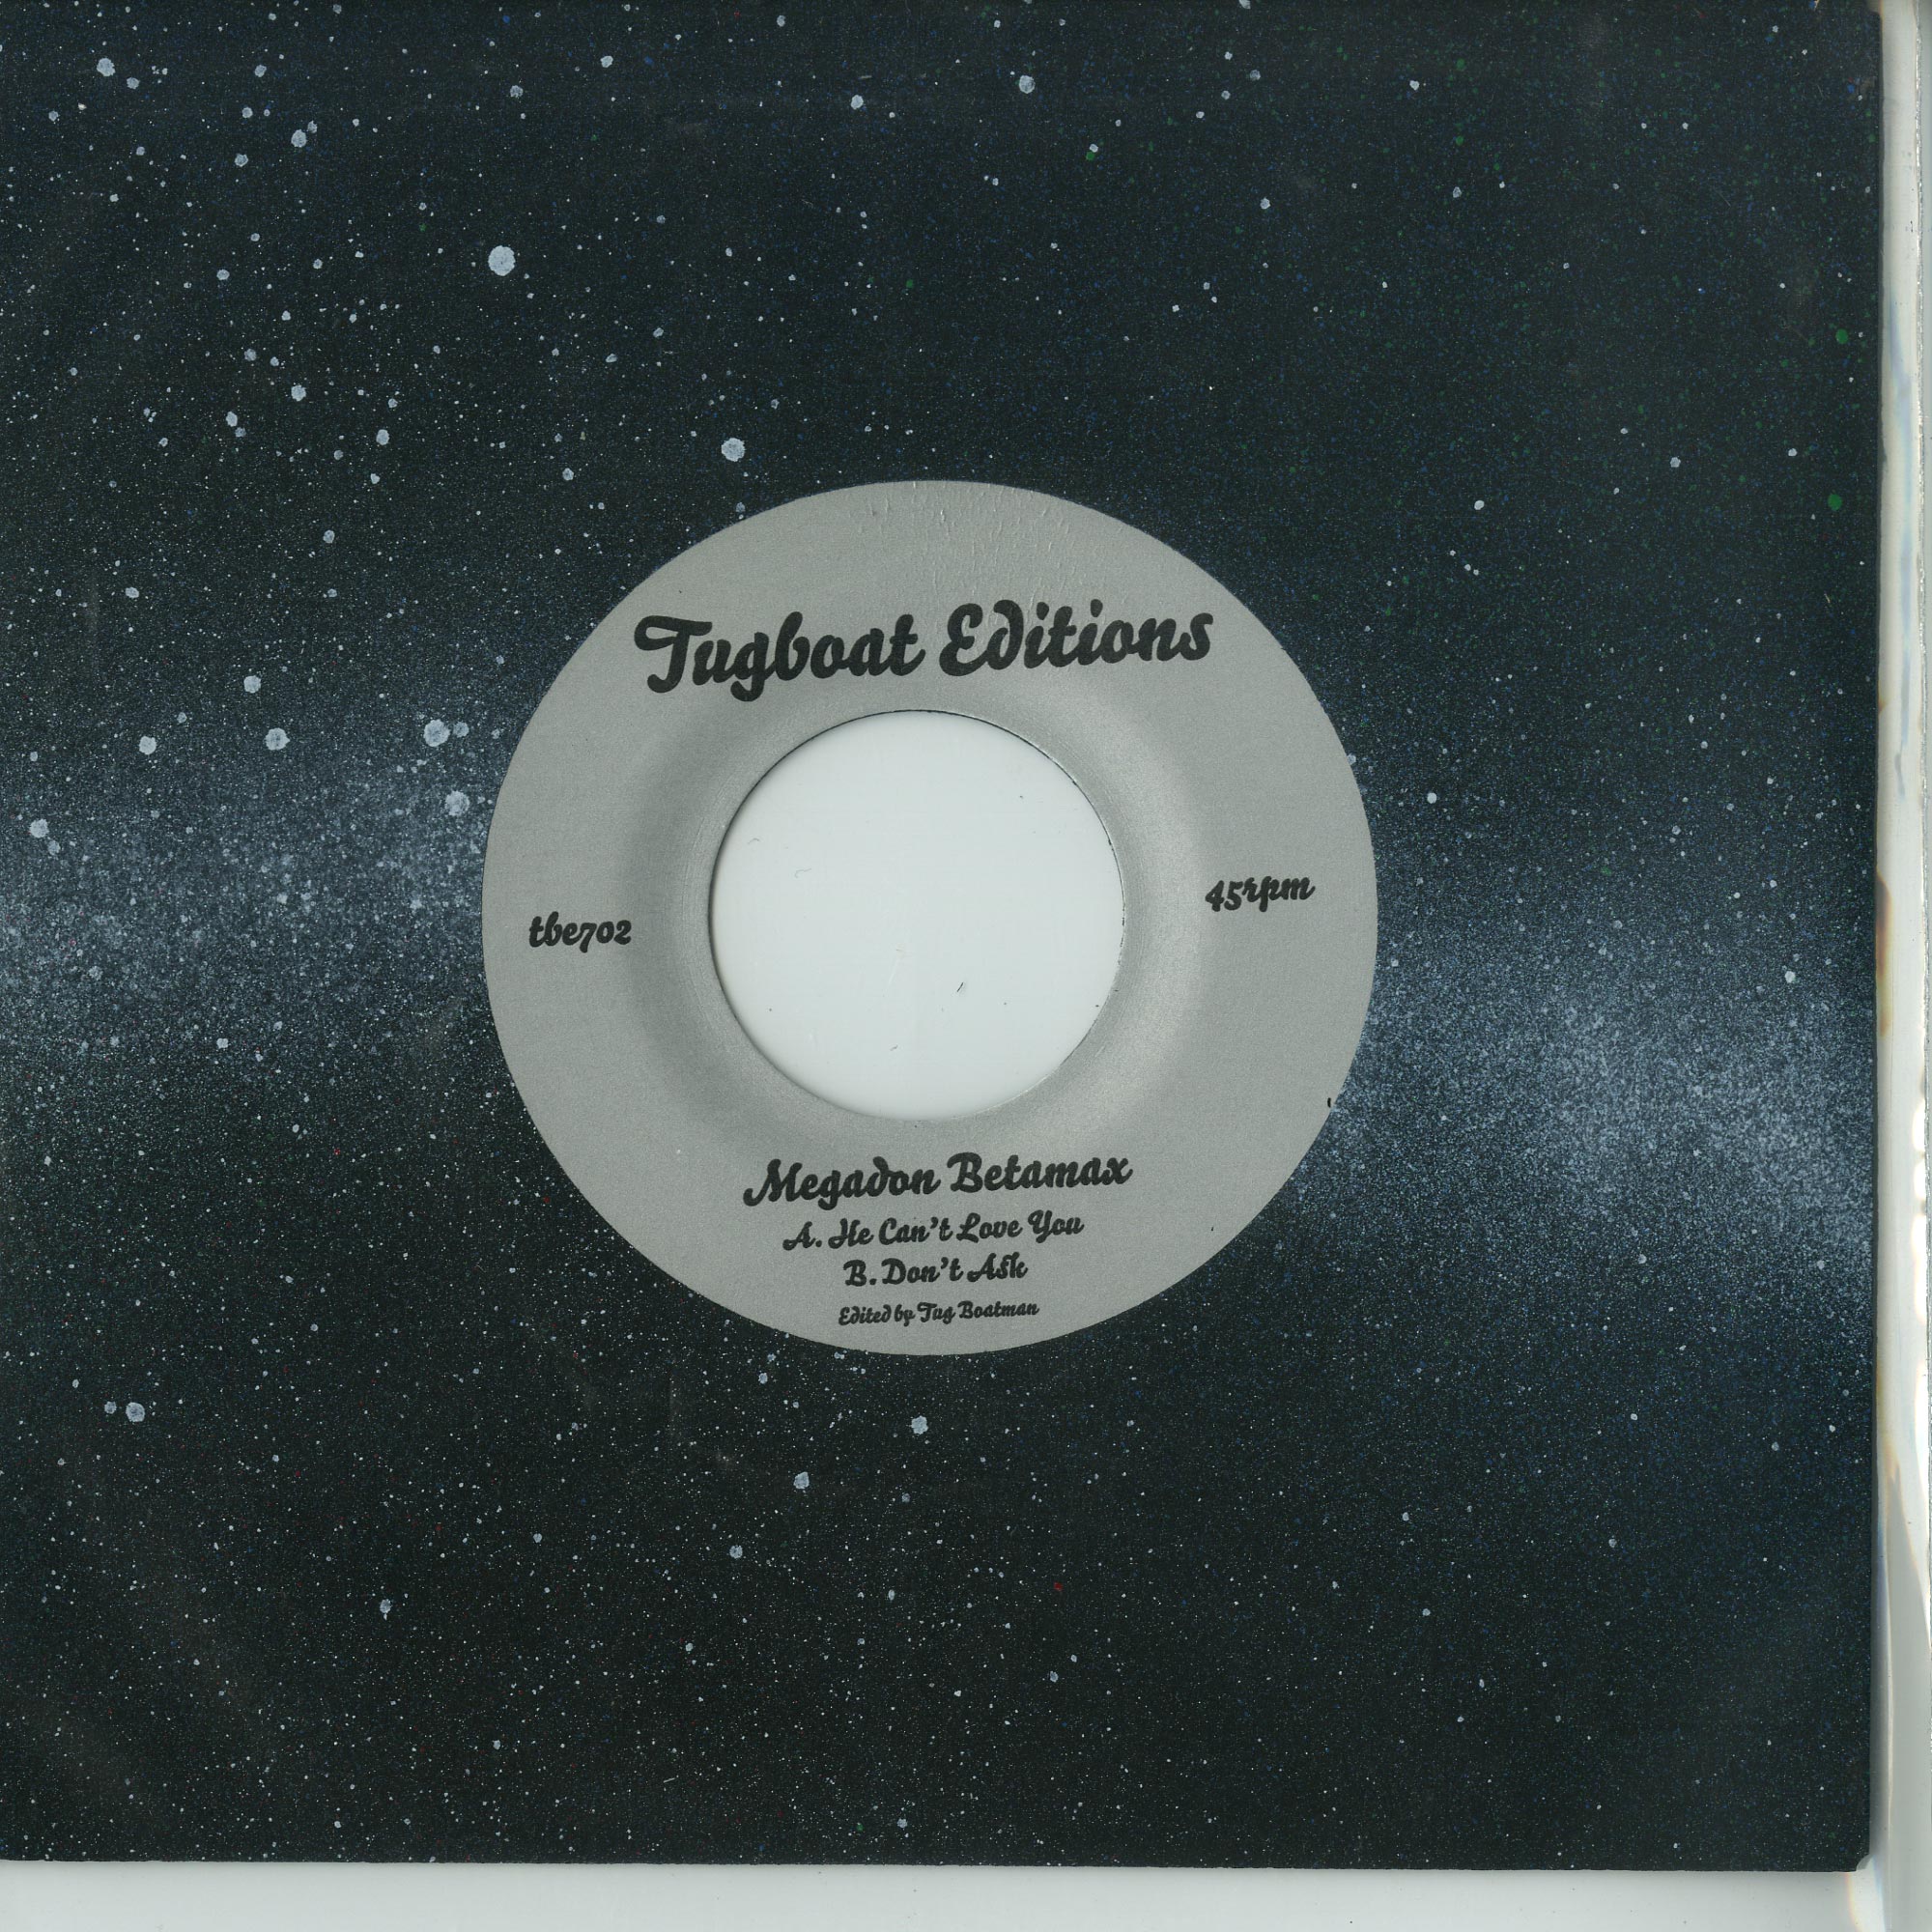 Tugboat Editions
tbe702
45rpm
Megadon Betamax
A. He Can't Love You
B. Don't Ask
Edited by Tug Boatman